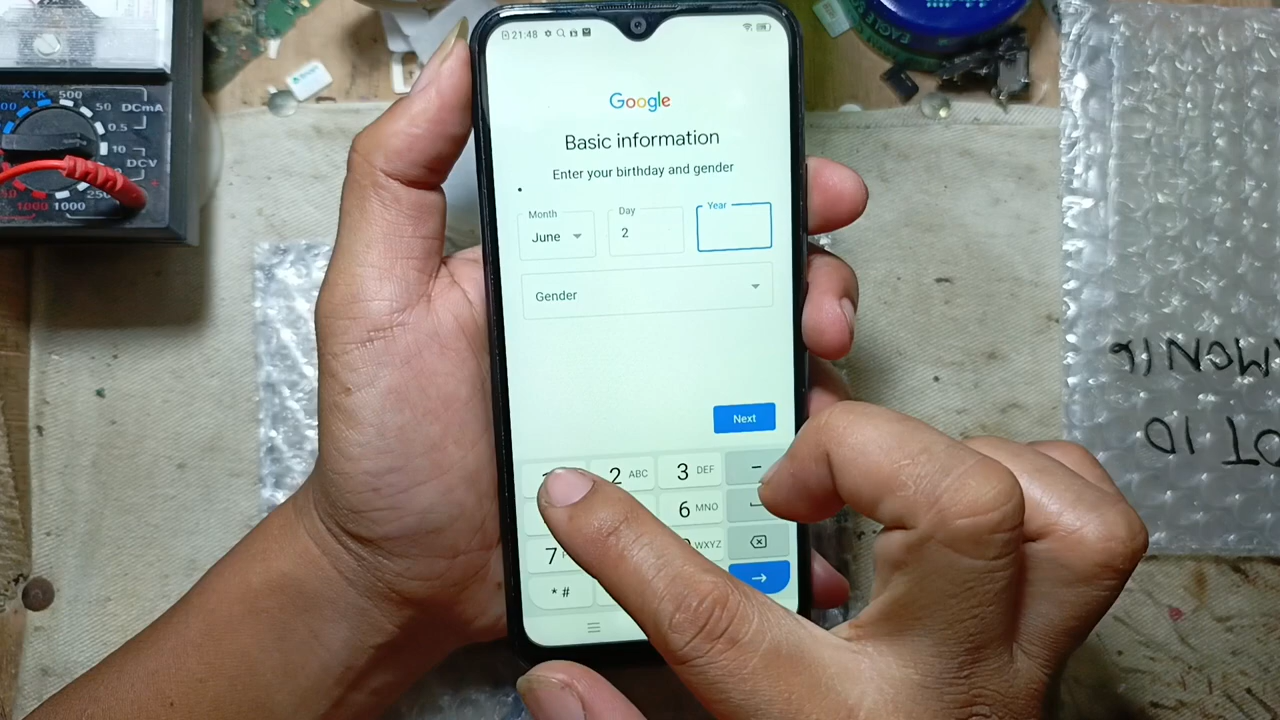 21:48
Google
Basic information
Enter your birthday and gender
Month
Day
Year
June
2
Gender
Next
2 ABC
3 DEF
–
6 MNO
7
WXYZ
* #
X1K
500
50
DCmA
0.5
10
DCV
250
1000
1000